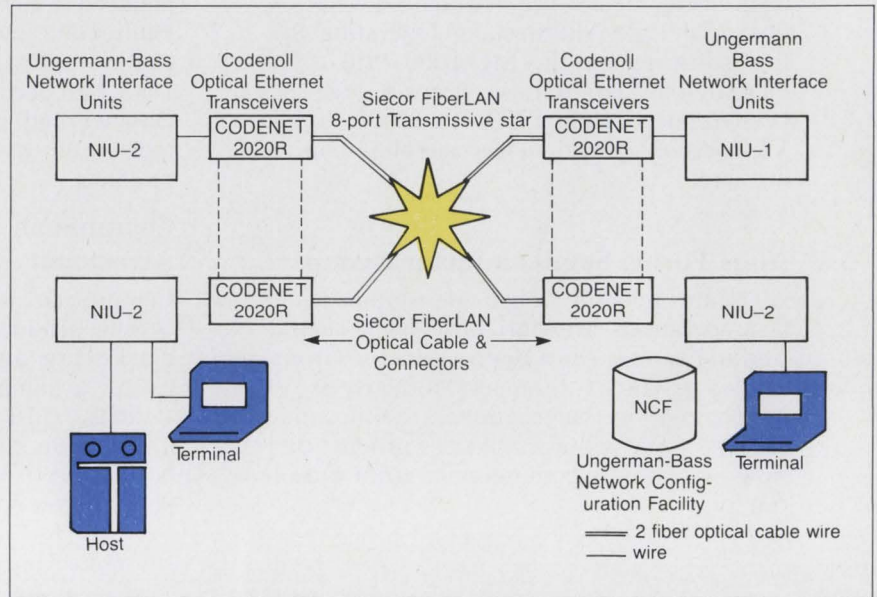 Ungermann-Bass
Network Interface
Units
Codenoll
Optical Ethernet
Transceivers
Siecor FiberLAN
8-port Transmissive star
Codenoll
Optical Ethernet
Transceivers
Ungermann
Bass
Network Interface
Units
NIU–2
CODENET
2020R
CODENET
2020R
NIU–1
NIU–2
CODENET
2020R
CODENET
2020R
NIU–2
Siecor FiberLAN
Optical Cable &
Connectors
Terminal
Host
NCF
Ungerman-Bass
Network Config-
uration Facility
Terminal
2 fiber optical cable wire
wire